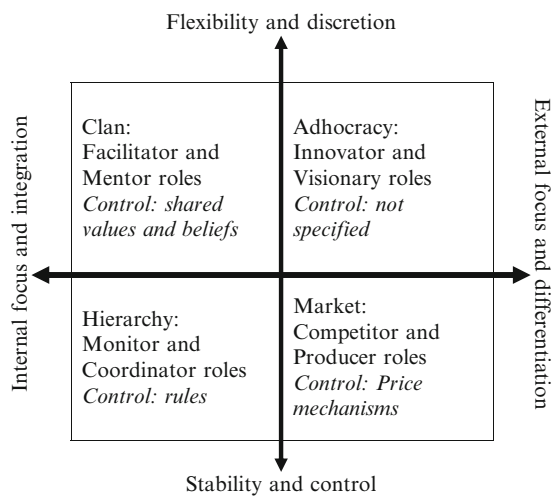 Flexibility and discretion
Internal focus and integration
Clan:
Facilitator and
Mentor roles
Control: shared
values and beliefs
Adhocracy:
Innovator and
Visionary roles
Control: not
specified
External focus and differentiation
Hierarchy:
Monitor and
Coordinator roles
Control: rules
Market:
Competitor and
Producer roles
Control: Price
mechanisms
Stability and control